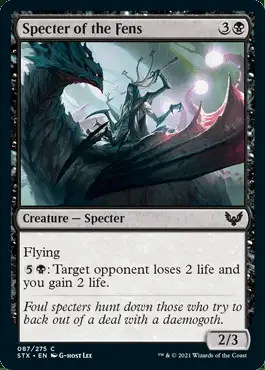 Specter of the Fens 3
Creature — Specter
Flying
5: Target opponent loses 2 life and
you gain 2 life.
Foul specters hunt down those who try to
back out of a deal with a daemogoth.
2/3
087/275 C
STX • EN G-host Lee
™ & © 2021 Wizards of the Coast